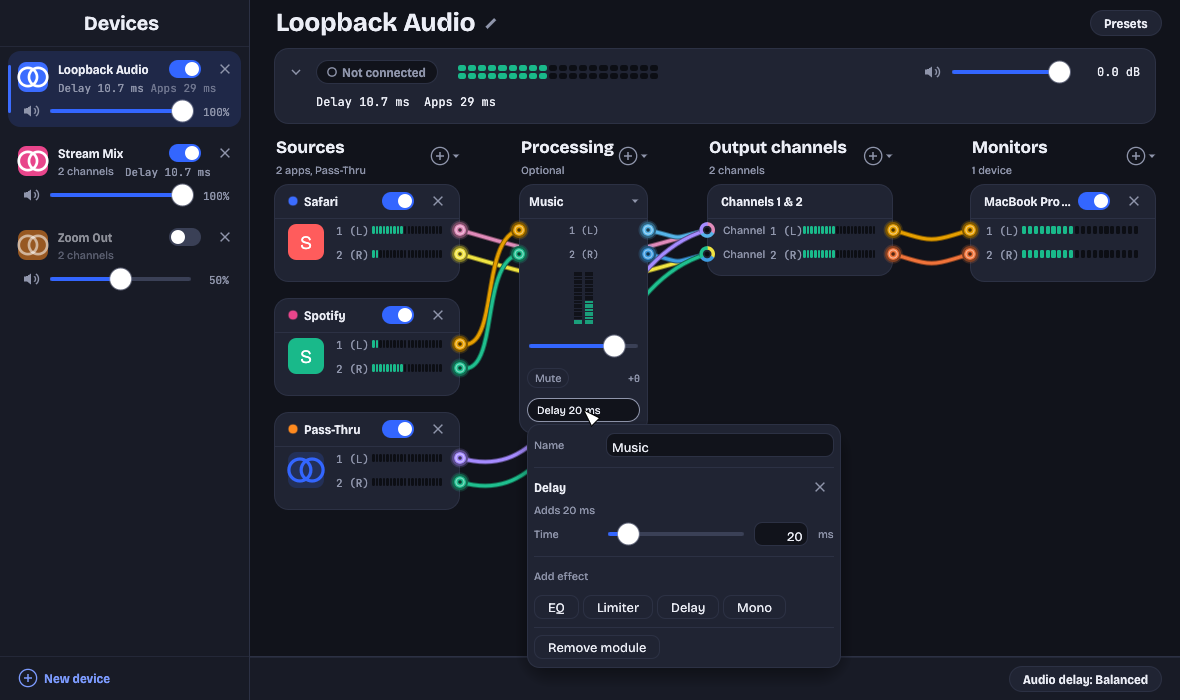 Devices
Loopback Audio
Delay 10.7 ms Apps 29 ms
100%
Stream Mix
2 channels Delay 10.7 ms
100%
Zoom Out
2 channels
50%
New device
Loopback Audio
Presets
Not connected
0.0 dB
Delay 10.7 ms Apps 29 ms
Sources
2 apps, Pass-Thru
Safari
S
1 (L)
2 (R)
Spotify
S
1 (L)
2 (R)
Pass-Thru
1 (L)
2 (R)
Processing
Optional
Music
1 (L)
2 (R)
Mute +0
Delay 20 ms
Name Music
Delay
Adds 20 ms
Time 20 ms
Add effect
EQ Limiter Delay Mono
Remove module
Output channels
2 channels
Channels 1 & 2
Channel 1 (L)
Channel 2 (R)
Monitors
1 device
MacBook Pro ...
1 (L)
2 (R)
Audio delay: Balanced